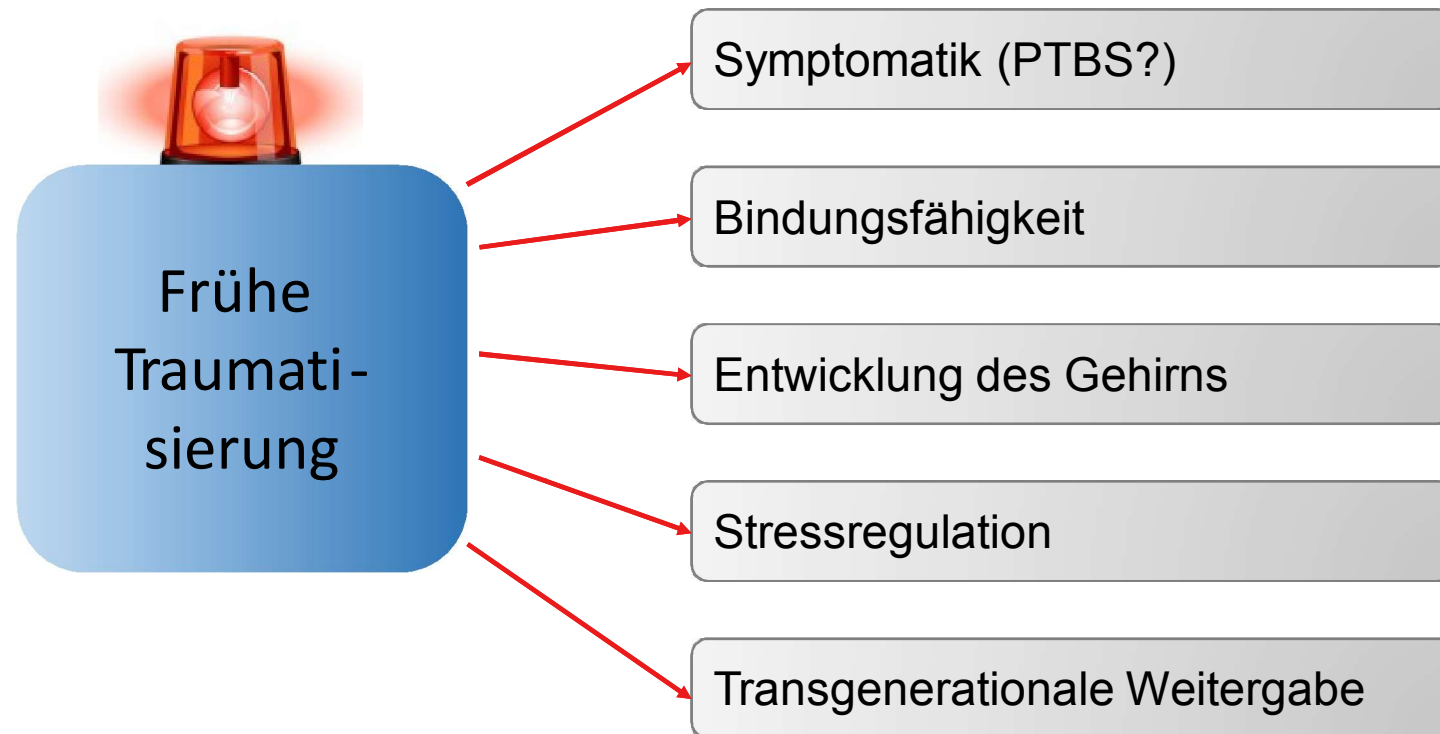 Frühe
Traumati-
sierung
Symptomatik (PTBS?)
Bindungsfähigkeit
Entwicklung des Gehirns
Stressregulation
Transgenerationale Weitergabe